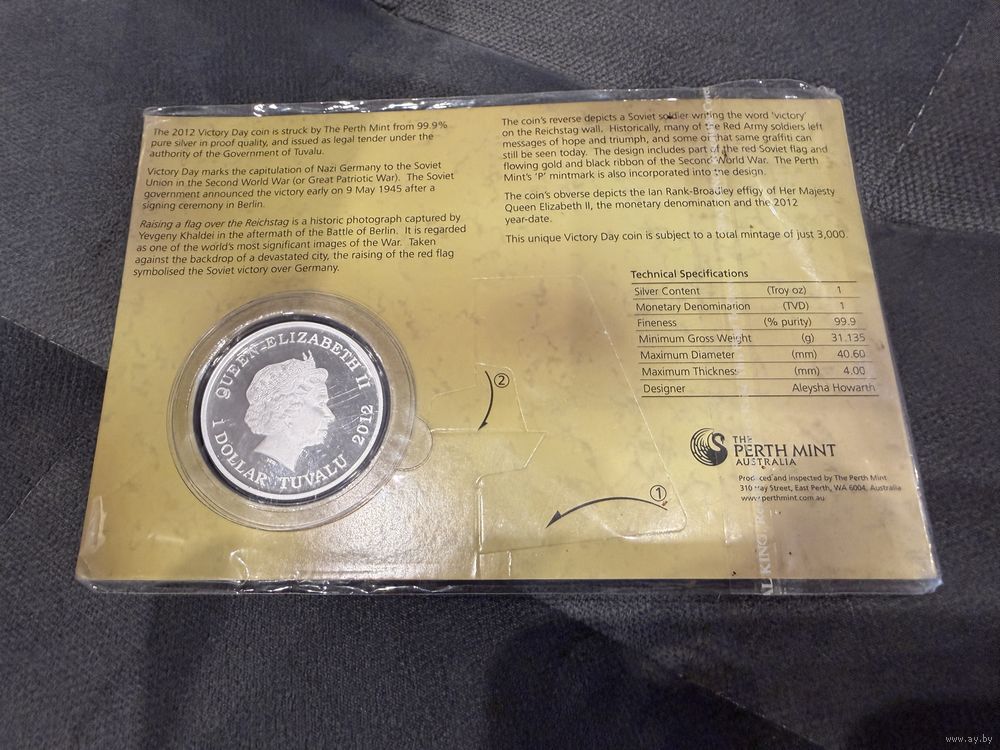 The 2012 Victory Day coin is struck by The Perth Mint from 99.9%
pure silver in proof quality, and issued as legal tender under the
authority of the Government of Tuvalu.
Victory Day marks the capitulation of Nazi Germany to the Soviet
Union in the Second World War (or Great Patriotic War). The Soviet
government announced the victory early on 9 May 1945 after a
signing ceremony in Berlin.
Raising a flag over the Reichstag is a historic photograph captured by
Yevgeny Khaldei in the aftermath of the Battle of Berlin. It is regarded
as one of the world's most significant images of the War. Taken
against the backdrop of a devastated city, the raising of the red flag
symbolised the Soviet victory over Germany.
The coin's reverse depicts a Soviet soldier writing the word 'victory'
on the Reichstag wall. Historically, many of the Red Army soldiers left
messages of hope and triumph, and some of that same graffiti can
still be seen today. The design includes part of the red Soviet flag and
flowing gold and black ribbon of the Second World War. The Perth
Mint's 'P' mintmark is also incorporated into the design.
The coin's obverse depicts the Ian Rank-Broadley effigy of Her Majesty
Queen Elizabeth II, the monetary denomination and the 2012
year-date.
This unique Victory Day coin is subject to a total mintage of just 3,000.
Technical Specifications
Silver Content (Troy oz) 1
Monetary Denomination (TVD) 1
Fineness (% purity) 99.9
Minimum Gross Weight (g) 31.135
Maximum Diameter (mm) 40.60
Maximum Thickness (mm) 4.00
Designer Aleysha Howarth
THE
PERTH MINT
AUSTRALIA
Produced and inspected by The Perth Mint
310 Hay Street, East Perth, WA 6004, Australia
www.perthmint.com.au
QUEEN ELIZABETH II
1 DOLLAR TUVALU 2012
2
1
www.ay.by